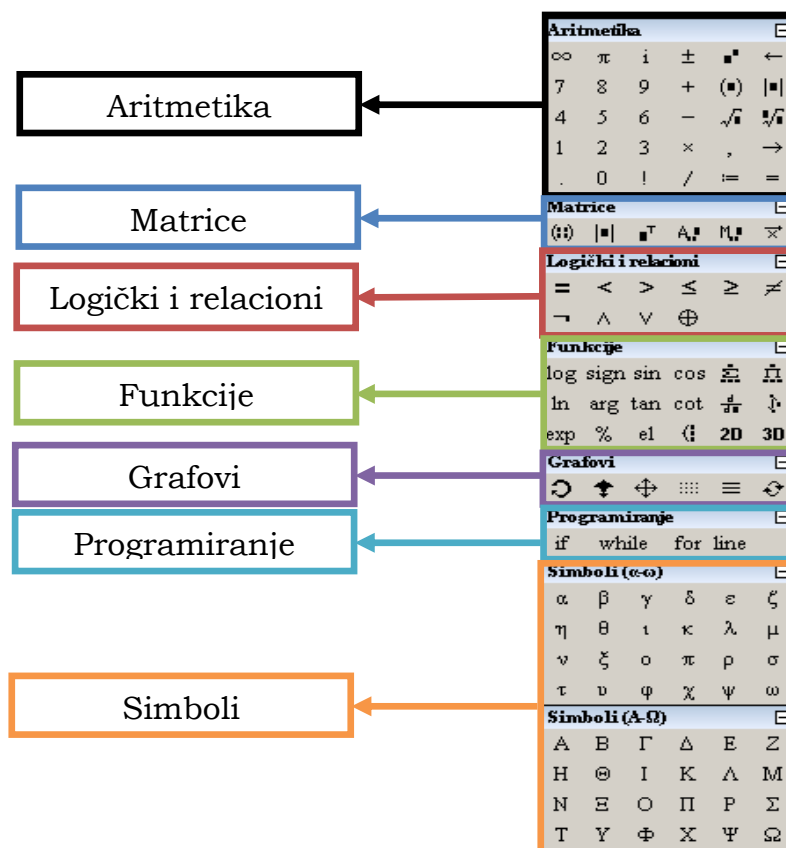 Aritmetika
∞ π i ± ▪▪ ←
7 8 9 + (▪) |▪|
4 5 6 − √▪ ▪√▪
1 2 3 × , →
. 0 ! / := =
Aritmetika
Matrice
(⁝⁝) |▪| ▪ᵀ A▪▪ M▪▪ x⃗
Matrice
Logički i relacioni
= < > ≤ ≥ ≠
¬ ∧ ∨ ⊕
Logički i relacioni
Funkcije
log sign sin cos
ln arg tan cot
exp % el 2D 3D
Funkcije
Grafovi
Grafovi
Programiranje
if while for line
Programiranje
Simboli (α-ω)
α β γ δ ε ζ
η θ ι κ λ μ
ν ξ ο π ρ σ
τ υ φ χ ψ ω
Simboli
Simboli (Α-Ω)
Α Β Γ Δ Ε Ζ
Η Θ Ι Κ Λ Μ
Ν Ξ Ο Π Ρ Σ
Τ Υ Φ Χ Ψ Ω